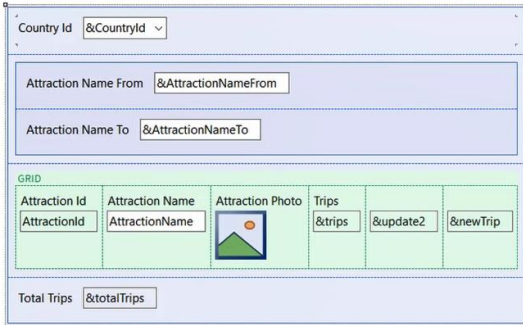 Country Id &CountryId
Attraction Name From &AttractionNameFrom
Attraction Name To &AttractionNameTo
GRID
Attraction Id Attraction Name Attraction Photo Trips
AttractionId AttractionName &trips &update2 &newTrip
Total Trips &totalTrips